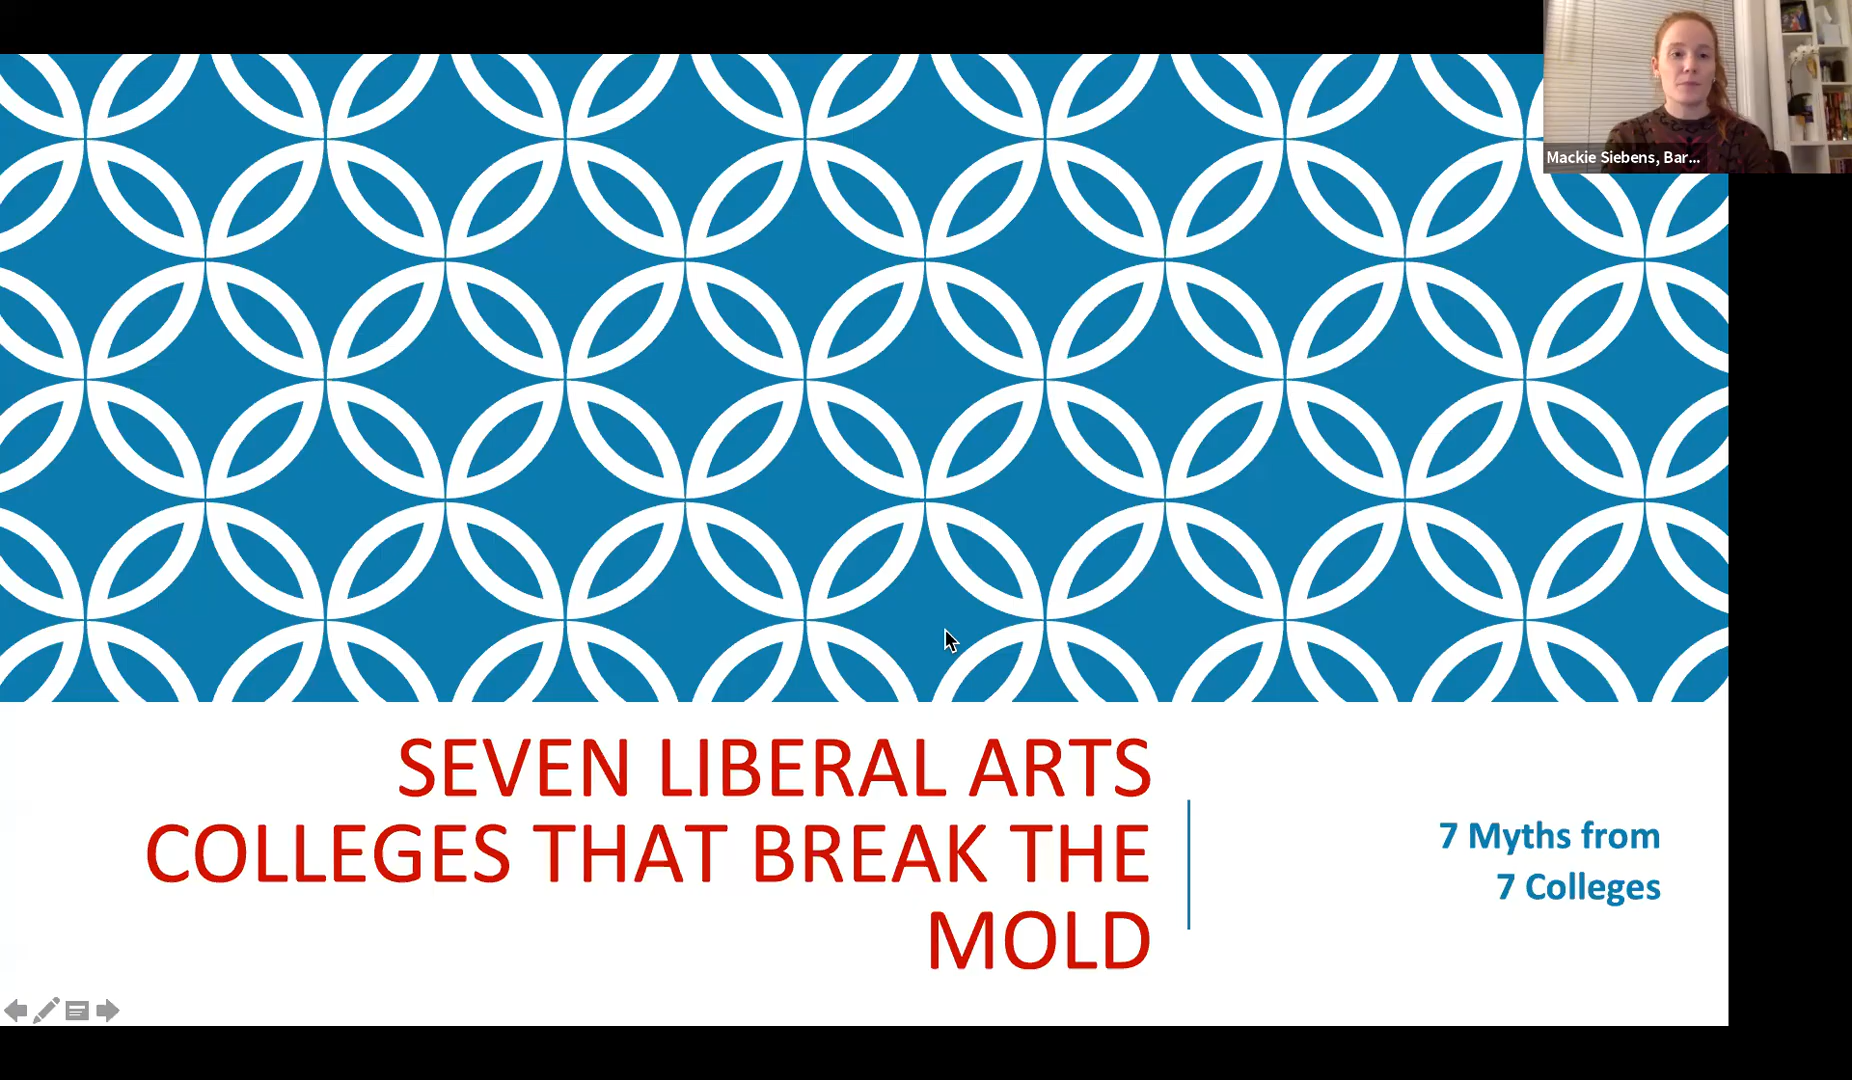 Mackie Siebens, Bar...
SEVEN LIBERAL ARTS
COLLEGES THAT BREAK THE
MOLD
7 Myths from
7 Colleges